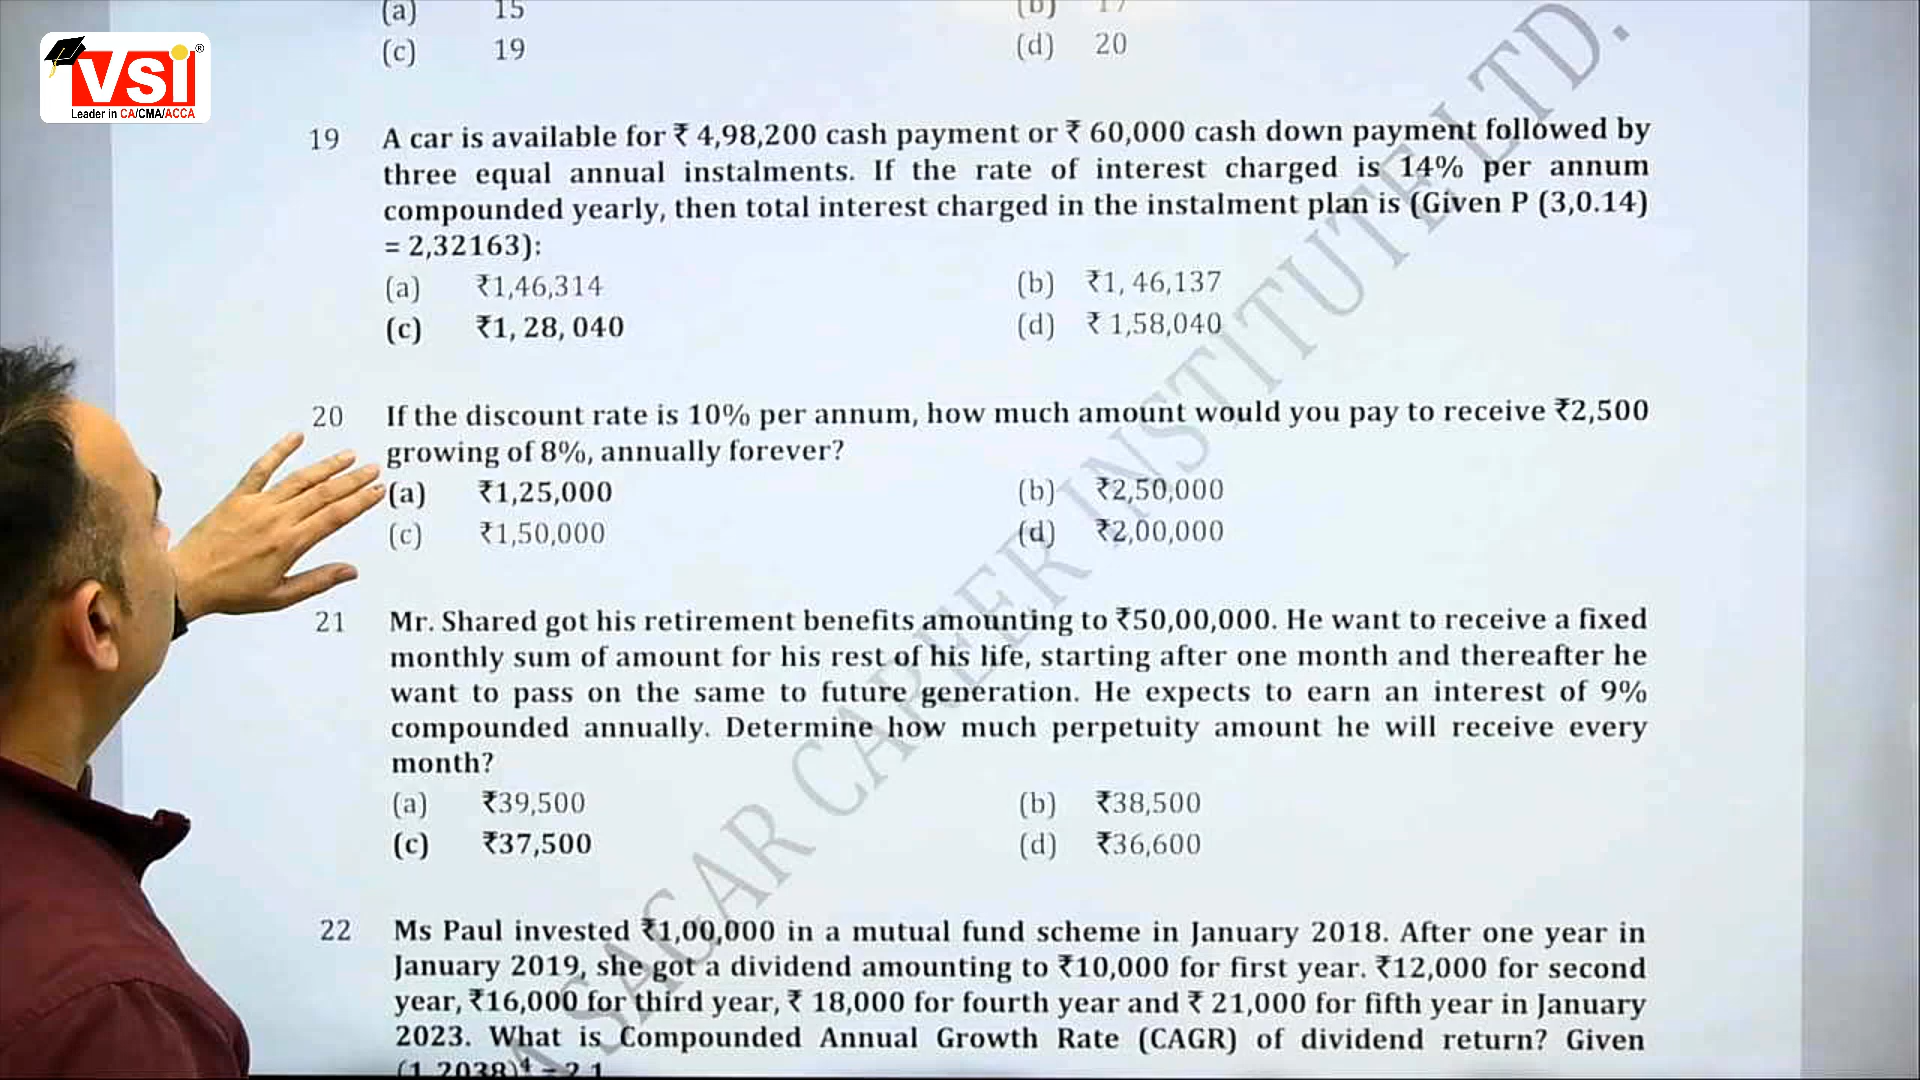 (a) 15 (b) 17
(c) 19 (d) 20
VSI®
Leader in CA/CMA/ACCA
19 A car is available for ₹ 4,98,200 cash payment or ₹ 60,000 cash down payment followed by
three equal annual instalments. If the rate of interest charged is 14% per annum
compounded yearly, then total interest charged in the instalment plan is (Given P (3,0.14)
= 2,32163):
(a) ₹1,46,314 (b) ₹1, 46,137
(c) ₹1, 28, 040 (d) ₹ 1,58,040
20 If the discount rate is 10% per annum, how much amount would you pay to receive ₹2,500
growing of 8%, annually forever?
(a) ₹1,25,000 (b) ₹2,50,000
(c) ₹1,50,000 (d) ₹2,00,000
21 Mr. Shared got his retirement benefits amounting to ₹50,00,000. He want to receive a fixed
monthly sum of amount for his rest of his life, starting after one month and thereafter he
want to pass on the same to future generation. He expects to earn an interest of 9%
compounded annually. Determine how much perpetuity amount he will receive every
month?
(a) ₹39,500 (b) ₹38,500
(c) ₹37,500 (d) ₹36,600
22 Ms Paul invested ₹1,00,000 in a mutual fund scheme in January 2018. After one year in
January 2019, she got a dividend amounting to ₹10,000 for first year. ₹12,000 for second
year, ₹16,000 for third year, ₹ 18,000 for fourth year and ₹ 21,000 for fifth year in January
2023. What is Compounded Annual Growth Rate (CAGR) of dividend return? Given
(1.2038)⁴ = 2.1
SAGAR CAREER INSTITUTE LTD.